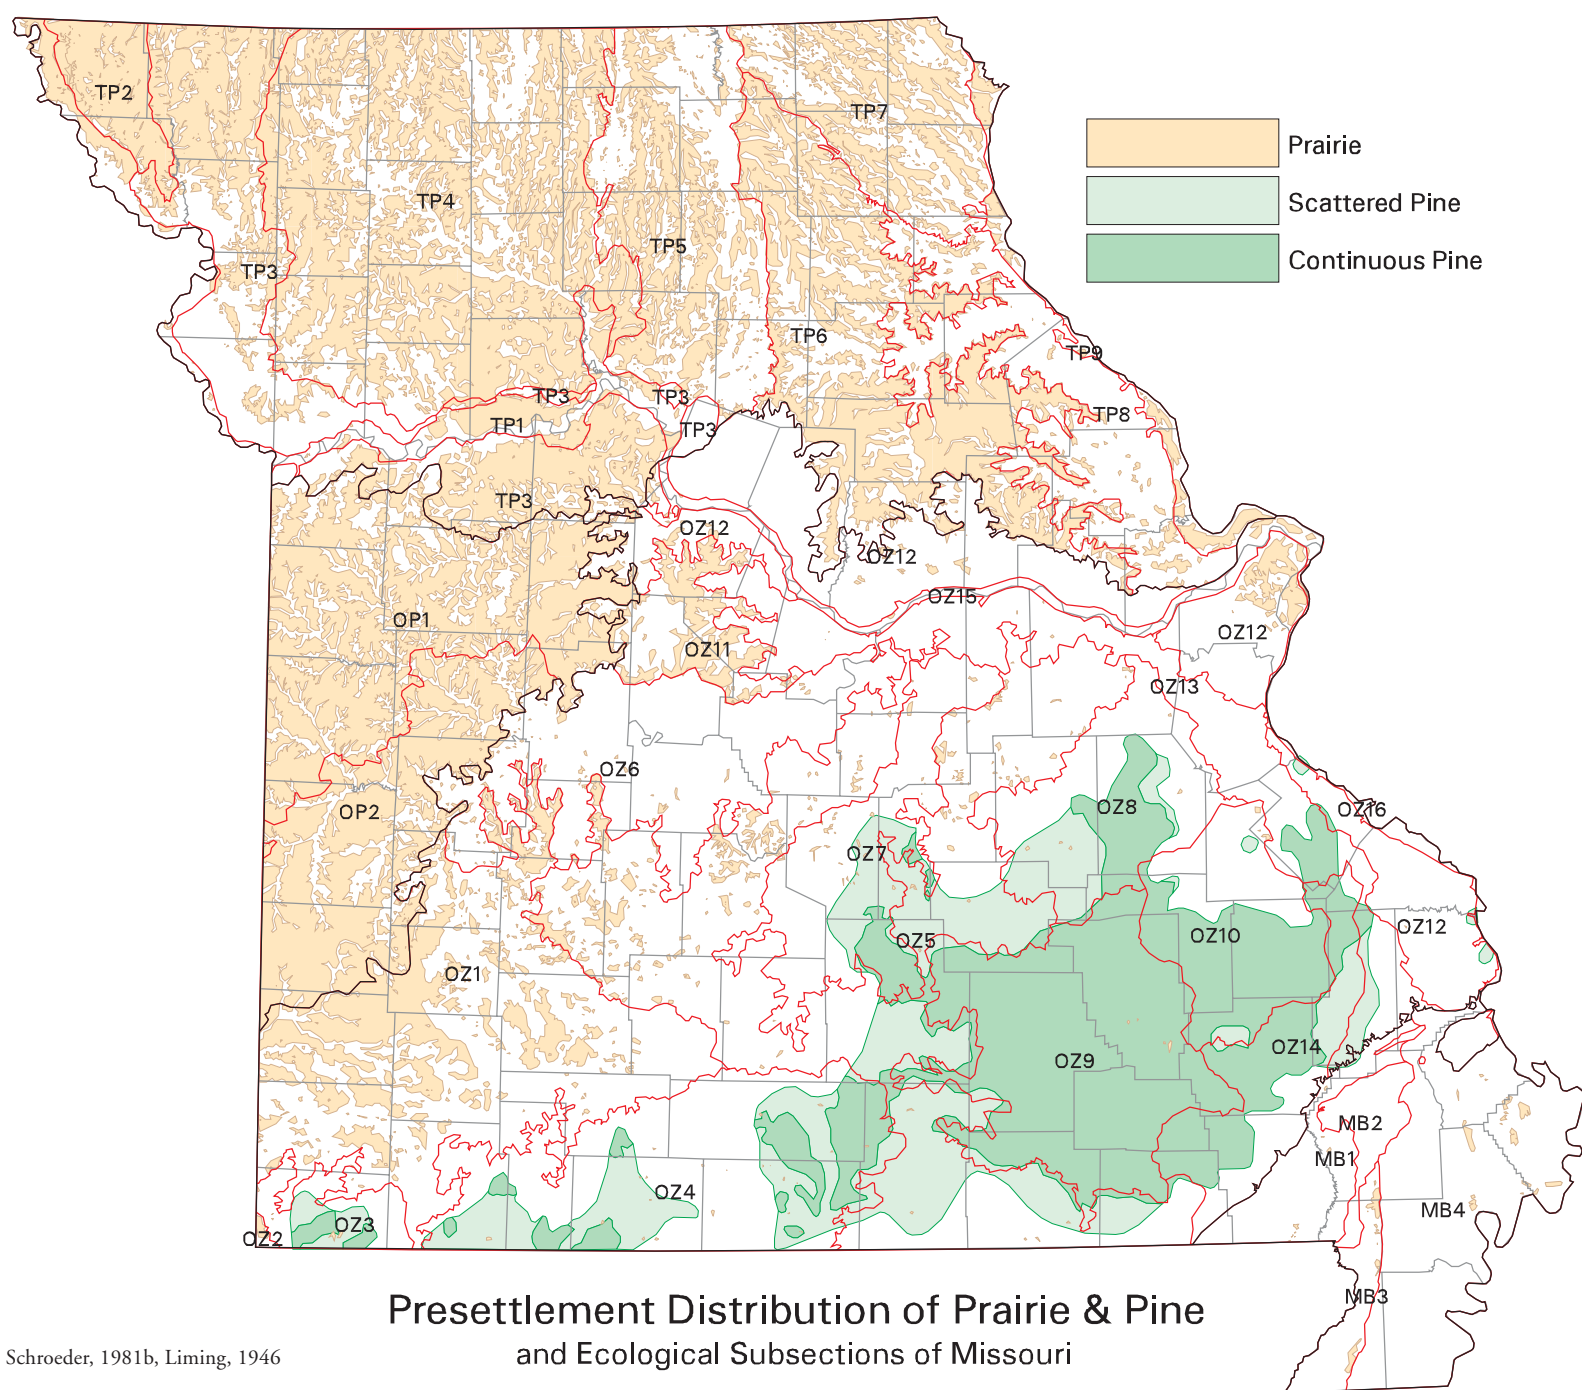 TP2
TP7
Prairie
TP4
Scattered Pine
TP5
Continuous Pine
TP3
TP6
TP9
TP3
TP3
TP8
TP1
TP3
TP3
OZ12
OZ12
OZ15
OP1
OZ12
OZ11
OZ13
OZ6
OP2
OZ8
OZ16
OZ7
OZ12
OZ5
OZ10
OZ1
OZ14
OZ9
MB2
MB1
OZ4
MB4
OZ3
OZ2
MB3
Presettlement Distribution of Prairie & Pine
and Ecological Subsections of Missouri
Schroeder, 1981b, Liming, 1946